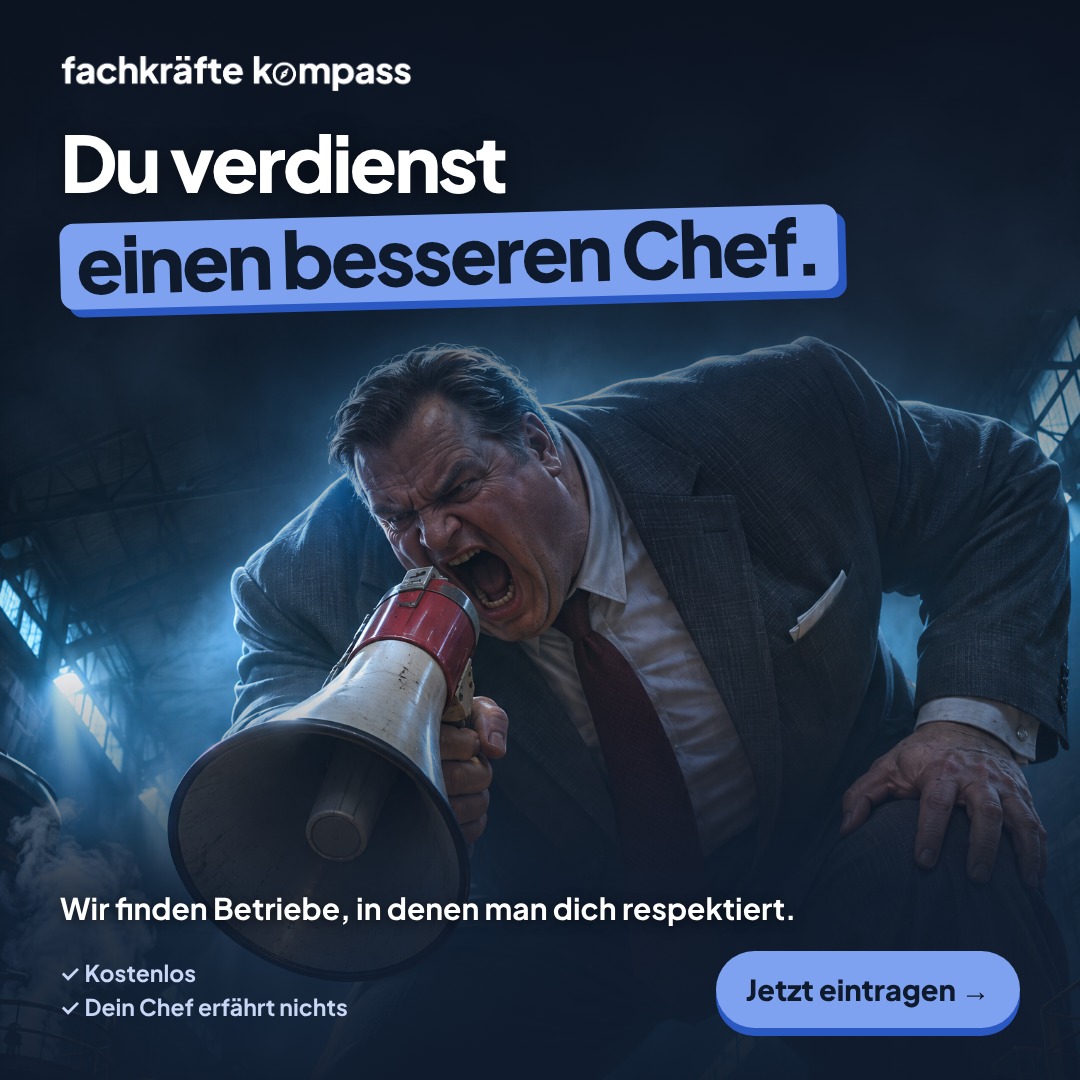 fachkräfte kompass
Du verdienst
einen besseren Chef.
Wir finden Betriebe, in denen man dich respektiert.
✓ Kostenlos
✓ Dein Chef erfährt nichts
Jetzt eintragen →